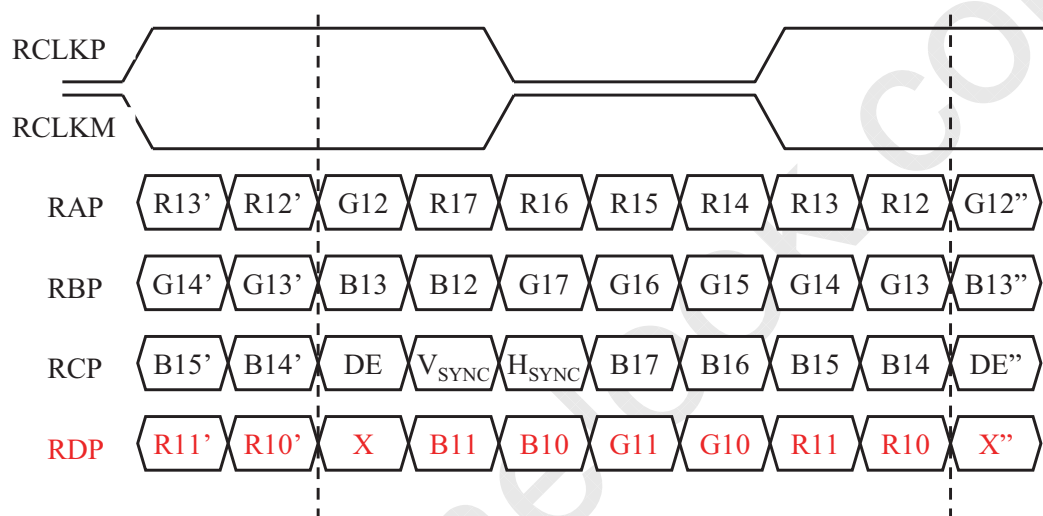 RCLKP
RCLKM
RAP R13’ R12’ G12 R17 R16 R15 R14 R13 R12 G12”
RBP G14’ G13’ B13 B12 G17 G16 G15 G14 G13 B13”
RCP B15’ B14’ DE VSYNC HSYNC B17 B16 B15 B14 DE”
RDP R11’ R10’ X B11 B10 G11 G10 R11 R10 X”